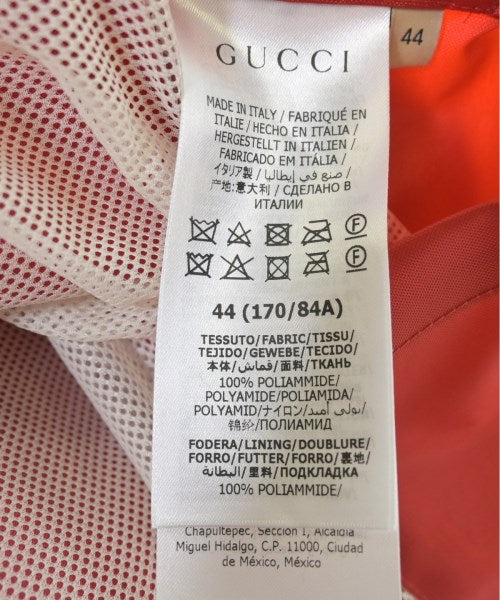 44
GUCCI
MADE IN ITALY / FABRIQUÉ EN
ITALIE / HECHO EN ITALIA /
HERGESTELLT IN ITALIEN /
FABRICADO EM ITÁLIA /
イタリア製 / صنع في إيطاليا /
产地:意大利 / СДЕЛАНО В
ИТАЛИИ
F
F
44 (170/84A)
TESSUTO/FABRIC/TISSU/
TEJIDO/GEWEBE/TECIDO/
本体/قماش/面料/ТКАНЬ
100% POLIAMMIDE/
POLYAMIDE/POLIAMIDA/
POLYAMID/ナイロン/بولي أميد/
锦纶/ПОЛИАМИД
FODERA/LINING/DOUBLURE/
FORRO/FUTTER/FORRO/裏地/
البطانة/里料/ПОДКЛАДКА
100% POLIAMMIDE/
Chapultepec, Sección I, Alcaldía
Miguel Hidalgo, C.P. 11000, Ciudad
de México, México